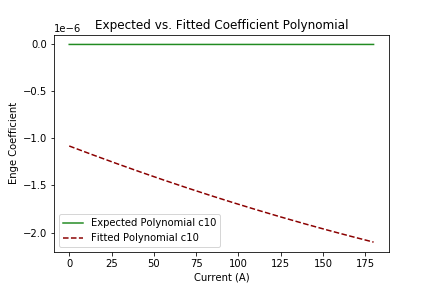 Expected vs. Fitted Coefficient Polynomial
1e−6
0.0
−0.5
−1.0
−1.5
−2.0
Enge Coefficient
Expected Polynomial c10
Fitted Polynomial c10
0 25 50 75 100 125 150 175
Current (A)